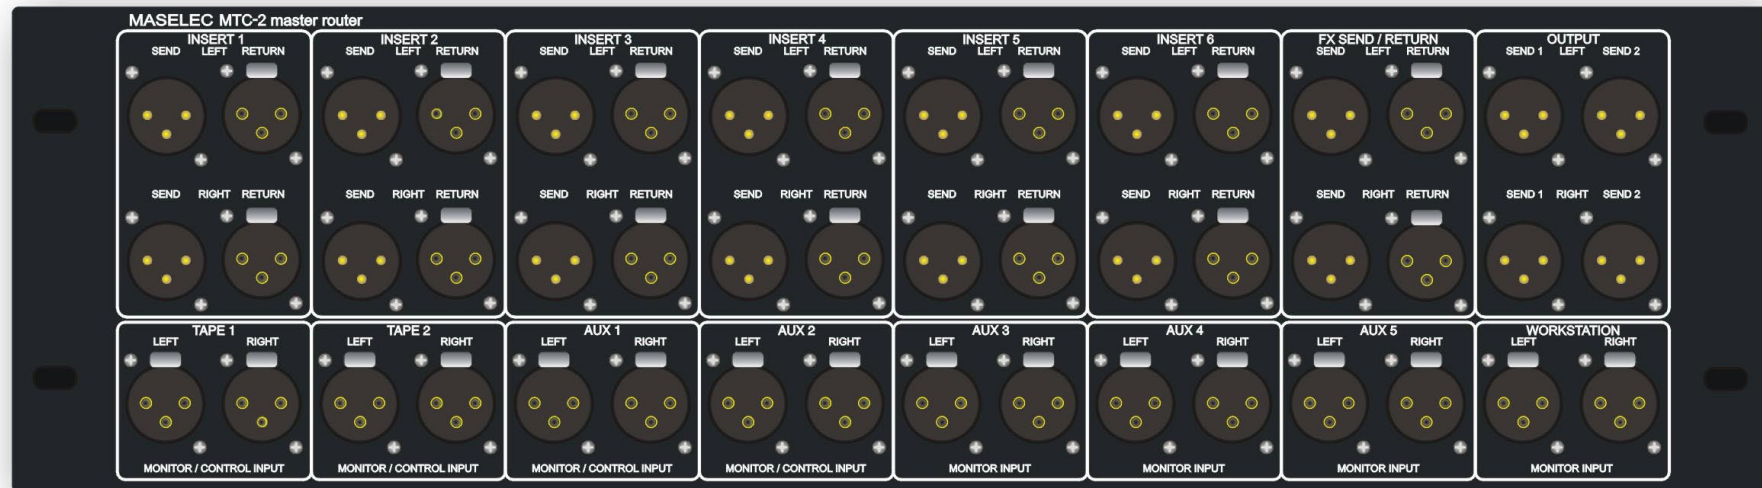 MASELEC MTC-2 master router
INSERT 1 INSERT 2 INSERT 3 INSERT 4 INSERT 5 INSERT 6 FX SEND / RETURN OUTPUT
SEND LEFT RETURN SEND LEFT RETURN SEND LEFT RETURN SEND LEFT RETURN SEND LEFT RETURN SEND LEFT RETURN SEND LEFT RETURN SEND 1 LEFT SEND 2
SEND RIGHT RETURN SEND RIGHT RETURN SEND RIGHT RETURN SEND RIGHT RETURN SEND RIGHT RETURN SEND RIGHT RETURN SEND RIGHT RETURN SEND 1 RIGHT SEND 2
TAPE 1 TAPE 2 AUX 1 AUX 2 AUX 3 AUX 4 AUX 5 WORKSTATION
LEFT RIGHT LEFT RIGHT LEFT RIGHT LEFT RIGHT LEFT RIGHT LEFT RIGHT LEFT RIGHT LEFT RIGHT
MONITOR / CONTROL INPUT MONITOR / CONTROL INPUT MONITOR / CONTROL INPUT MONITOR / CONTROL INPUT MONITOR INPUT MONITOR INPUT MONITOR INPUT MONITOR INPUT